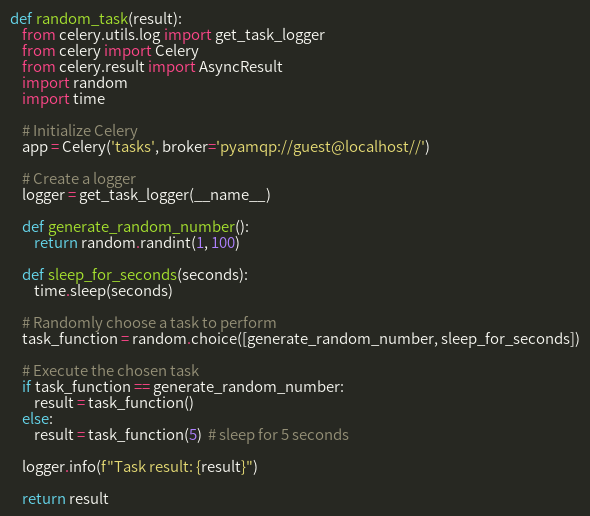 def random_task(result):
from celery.utils.log import get_task_logger
from celery import Celery
from celery.result import AsyncResult
import random
import time
# Initialize Celery
app = Celery('tasks', broker='pyamqp://guest@localhost//')
# Create a logger
logger = get_task_logger(__name__)
def generate_random_number():
return random.randint(1, 100)
def sleep_for_seconds(seconds):
time.sleep(seconds)
# Randomly choose a task to perform
task_function = random.choice([generate_random_number, sleep_for_seconds])
# Execute the chosen task
if task_function == generate_random_number:
result = task_function()
else:
result = task_function(5)  # sleep for 5 seconds
logger.info(f"Task result: {result}")
return result